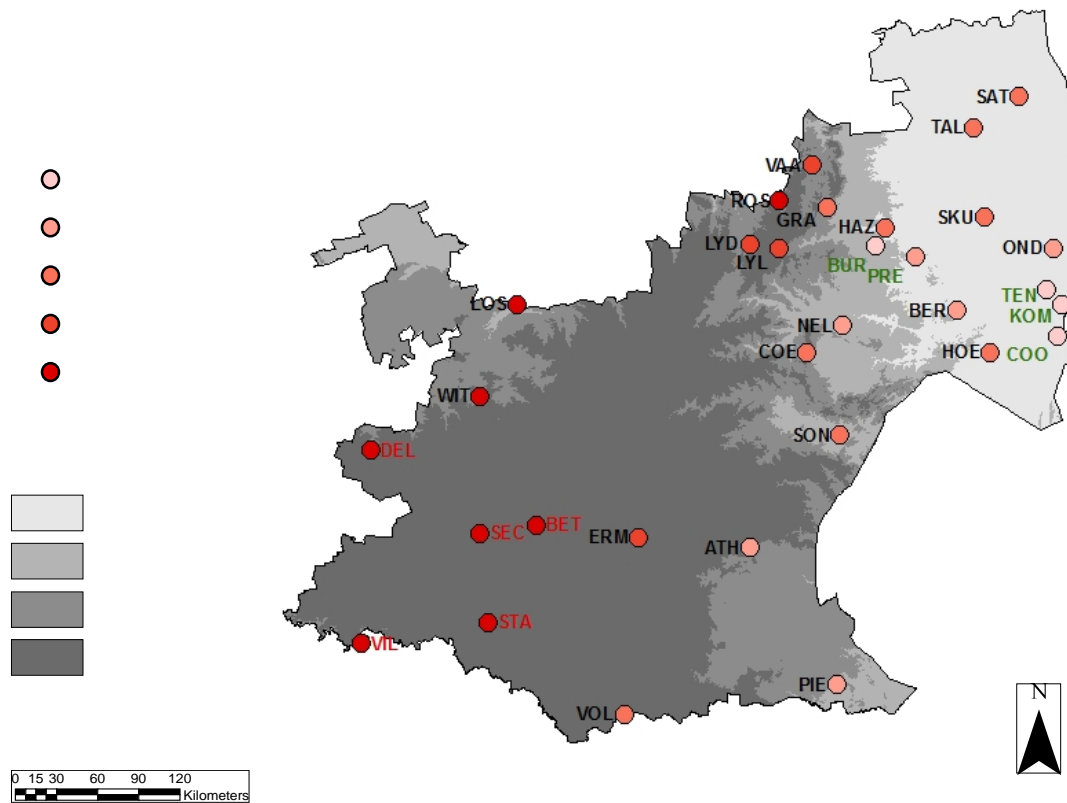 SAT
TAL
VAA
ROS
GRA
SKU
HAZ
LYD
OND
LYL
BUR
PRE
TEN
LOS
BER
KOM
NEL
COE
HOE
COO
WIT
SON
DEL
BET
SEC
ERM
ATH
STA
VIL
PIE
N
VOL
0 15 30 60 90 120
Kilometers